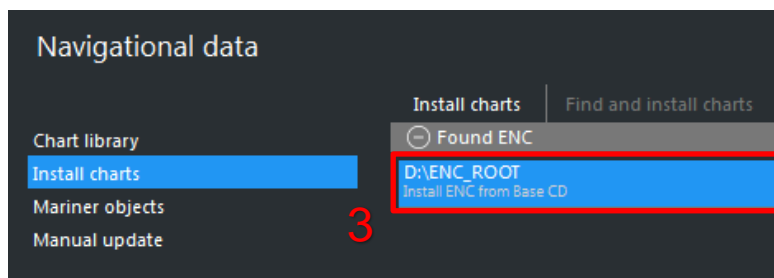 Navigational data
Install charts
Find and install charts
Chart library
Found ENC
Install charts
D:\ENC_ROOT
Install ENC from Base CD
Mariner objects
3
Manual update